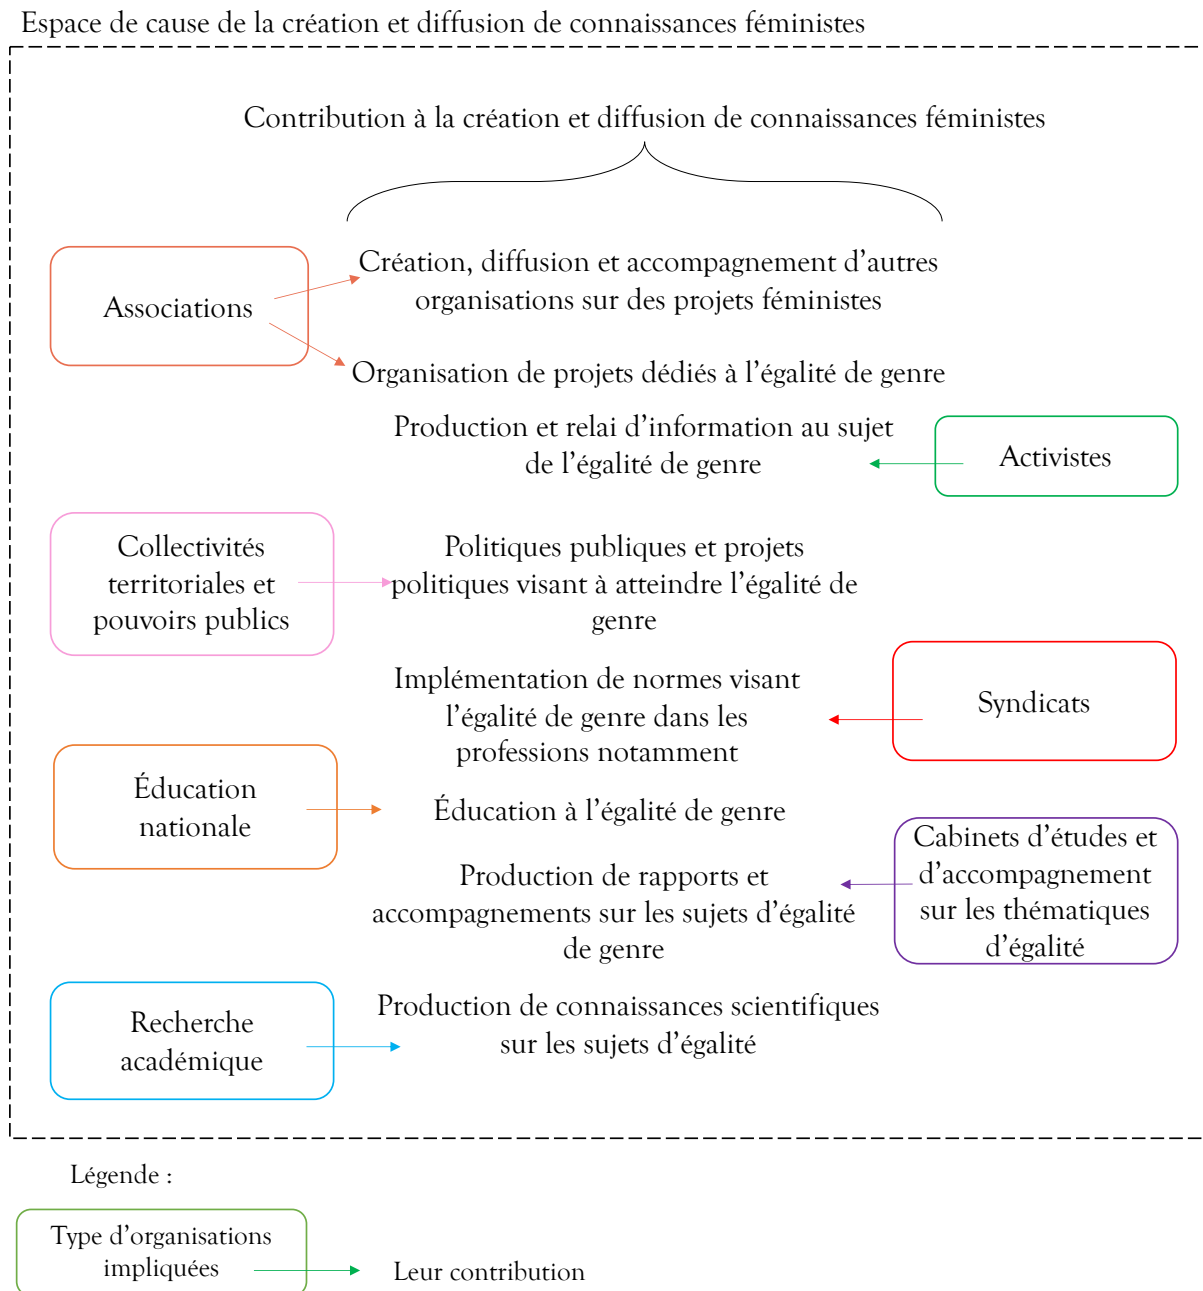 Espace de cause de la création et diffusion de connaissances féministes
Contribution à la création et diffusion de connaissances féministes
Associations
Création, diffusion et accompagnement d'autres
organisations sur des projets féministes
Organisation de projets dédiés à l'égalité de genre
Production et relai d'information au sujet
de l'égalité de genre
Activistes
Collectivités
territoriales et
pouvoirs publics
Politiques publiques et projets
politiques visant à atteindre l'égalité de
genre
Implémentation de normes visant
l'égalité de genre dans les
professions notamment
Syndicats
Éducation
nationale
Éducation à l'égalité de genre
Production de rapports et
accompagnements sur les sujets d'égalité
de genre
Cabinets d'études et
d'accompagnement
sur les thématiques
d'égalité
Recherche
académique
Production de connaissances scientifiques
sur les sujets d'égalité
Légende :
Type d'organisations
impliquées
Leur contribution